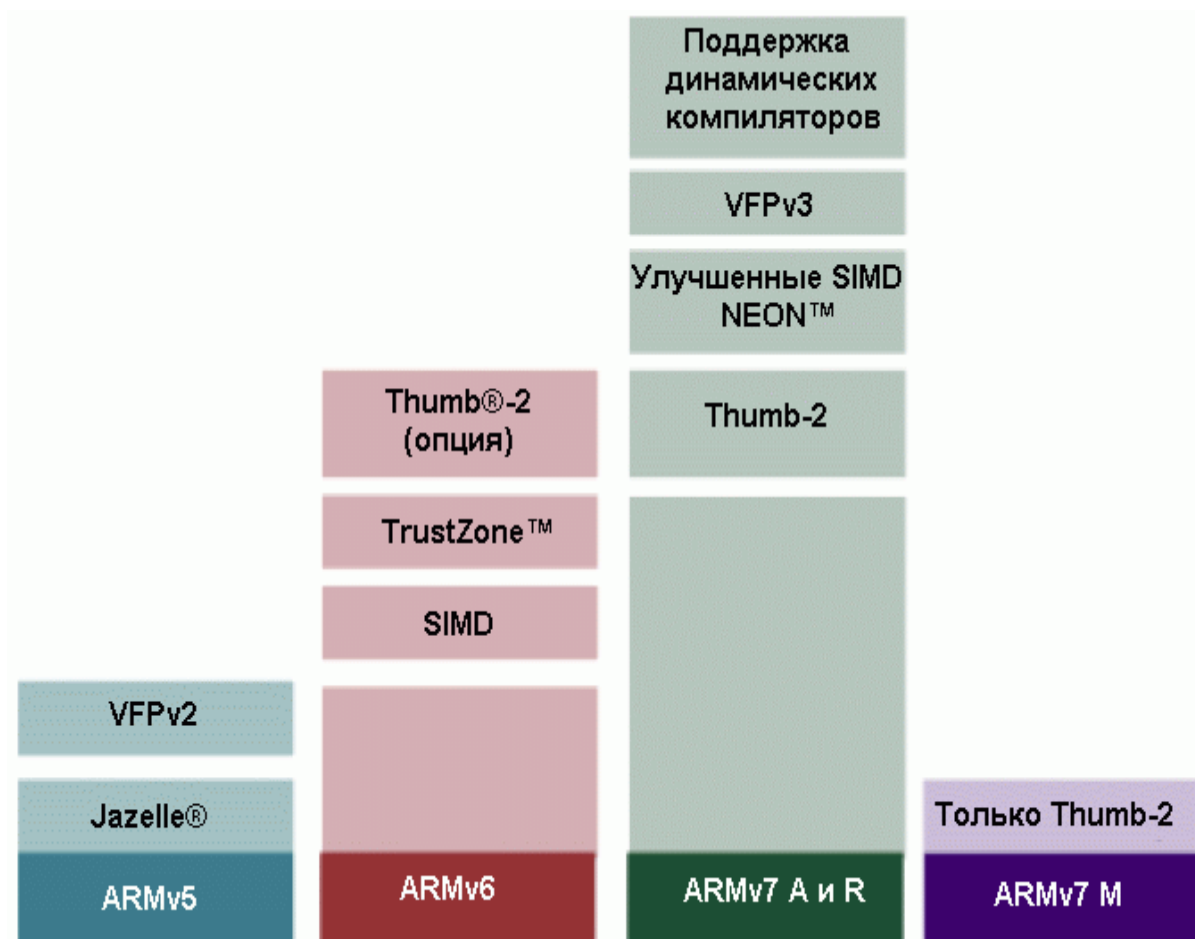 Поддержка
динамических
компиляторов
VFPv3
Улучшенные SIMD
NEON™
Thumb®-2
(опция)
Thumb-2
TrustZone™
SIMD
VFPv2
Jazelle®
Только Thumb-2
ARMv5
ARMv6
ARMv7 А и R
ARMv7 M